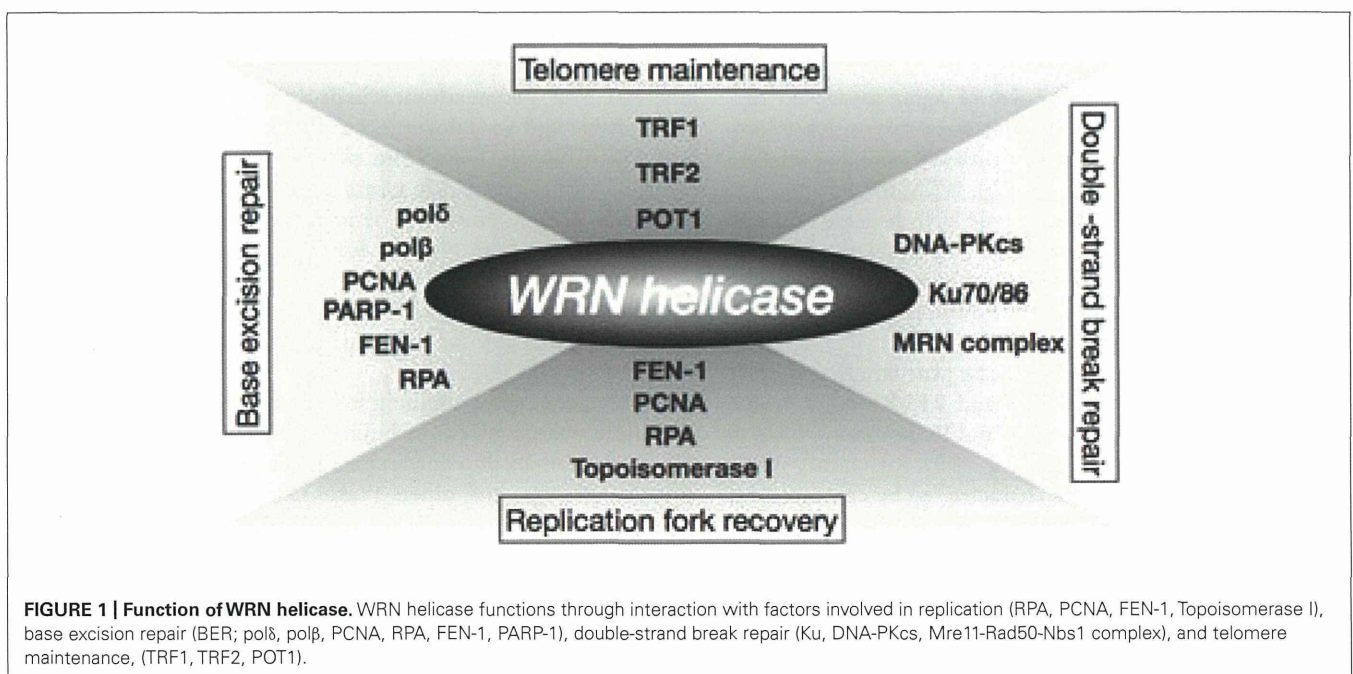 Telomere maintenance
TRF1
TRF2
POT1
Base excision repair
polδ
polβ
PCNA
PARP-1
FEN-1
RPA
WRN helicase
DNA-PKcs
Ku70/86
MRN complex
Double -strand break repair
FEN-1
PCNA
RPA
Topoisomerase I
Replication fork recovery
FIGURE 1 | Function of WRN helicase. WRN helicase functions through interaction with factors involved in replication (RPA, PCNA, FEN-1, Topoisomerase I),
base excision repair (BER; polδ, polβ, PCNA, RPA, FEN-1, PARP-1), double-strand break repair (Ku, DNA-PKcs, Mre11-Rad50-Nbs1 complex), and telomere
maintenance, (TRF1, TRF2, POT1).